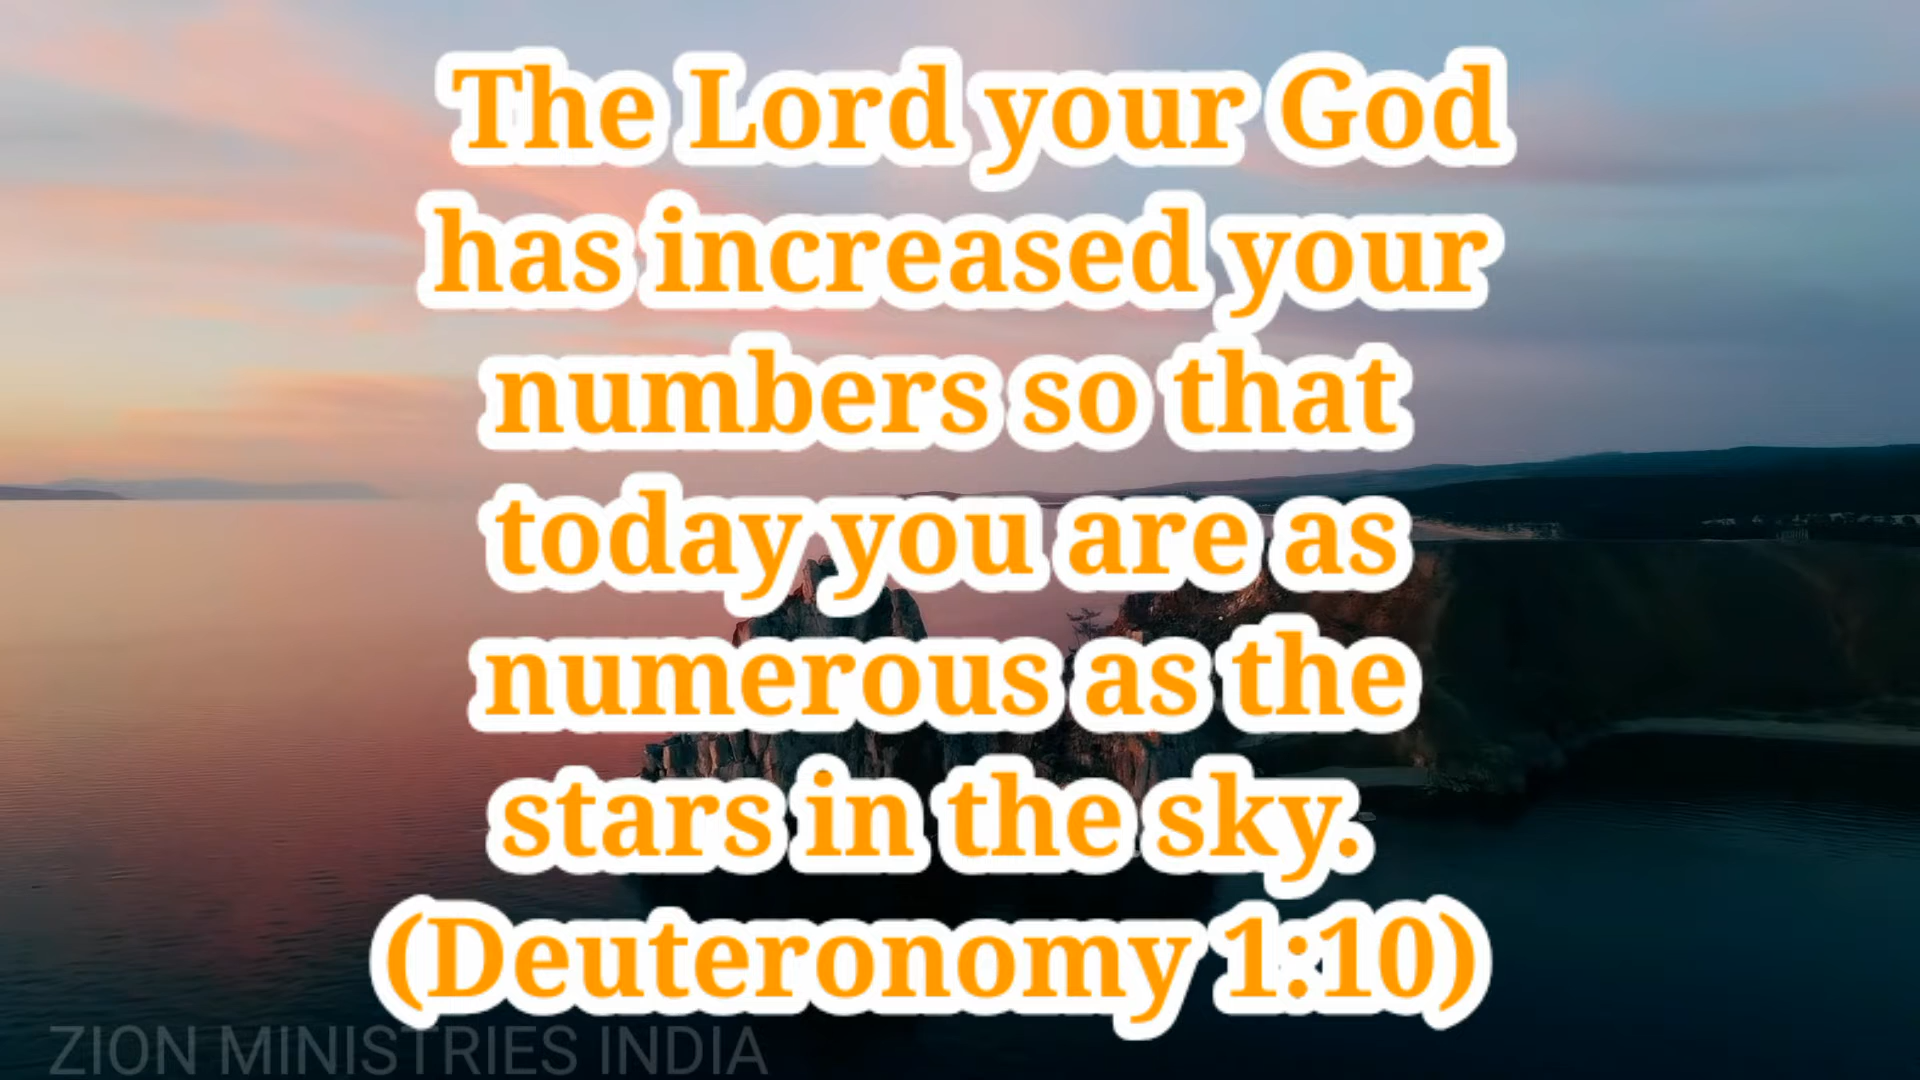 The Lord your God
has increased your
numbers so that
today you are as
numerous as the
stars in the sky.
(Deuteronomy 1:10)
ZION MINISTRIES INDIA